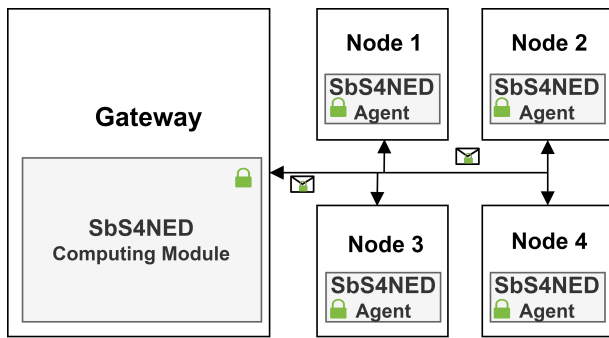 Gateway
SbS4NED
Computing Module
Node 1
SbS4NED
Agent
Node 2
SbS4NED
Agent
Node 3
SbS4NED
Agent
Node 4
SbS4NED
Agent